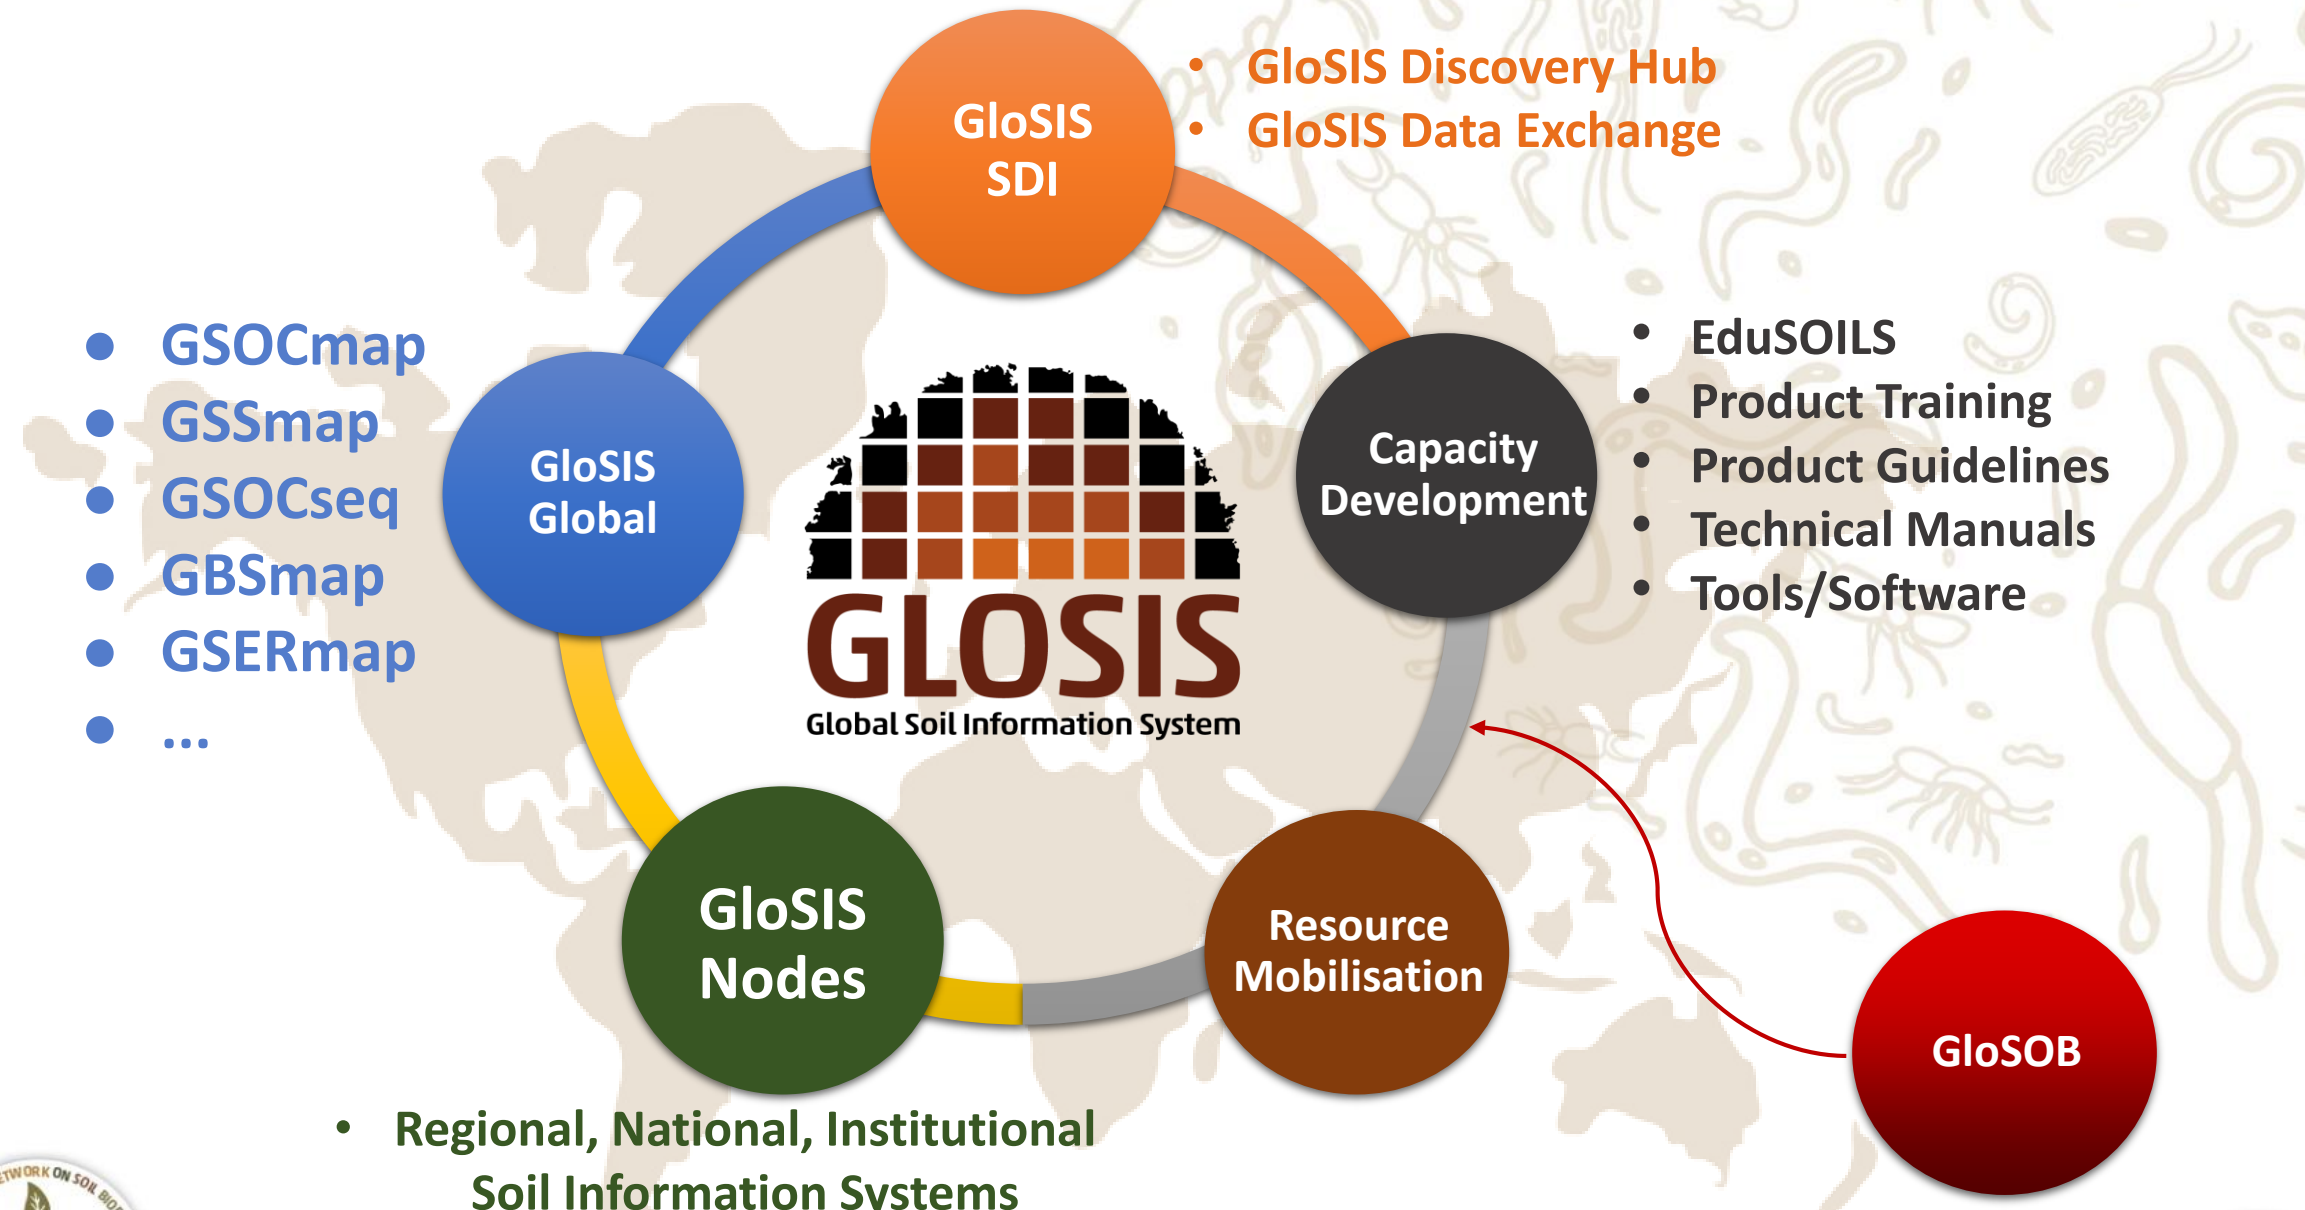 GloSIS
SDI
• GloSIS Discovery Hub
• GloSIS Data Exchange
● GSOCmap
● GSSmap
● GSOCseq
● GBSmap
● GSERmap
● ...
GloSIS
Global
GLOSIS
Global Soil Information System
Capacity
Development
• EduSOILS
• Product Training
• Product Guidelines
• Technical Manuals
• Tools/Software
GloSIS
Nodes
• Regional, National, Institutional
Soil Information Systems
Resource
Mobilisation
GloSOB
ON SOIL